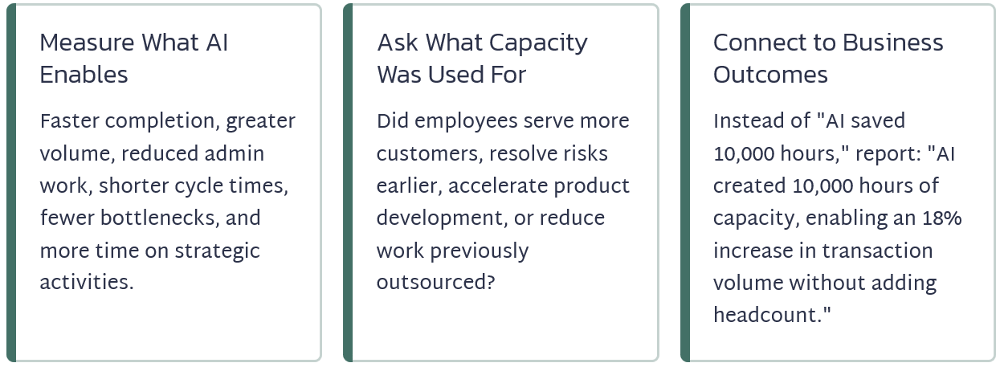 Measure What AI
Enables
Faster completion, greater
volume, reduced admin
work, shorter cycle times,
fewer bottlenecks, and
more time on strategic
activities.
Ask What Capacity
Was Used For
Did employees serve more
customers, resolve risks
earlier, accelerate product
development, or reduce
work previously
outsourced?
Connect to Business
Outcomes
Instead of "AI saved
10,000 hours," report: "AI
created 10,000 hours of
capacity, enabling an 18%
increase in transaction
volume without adding
headcount."